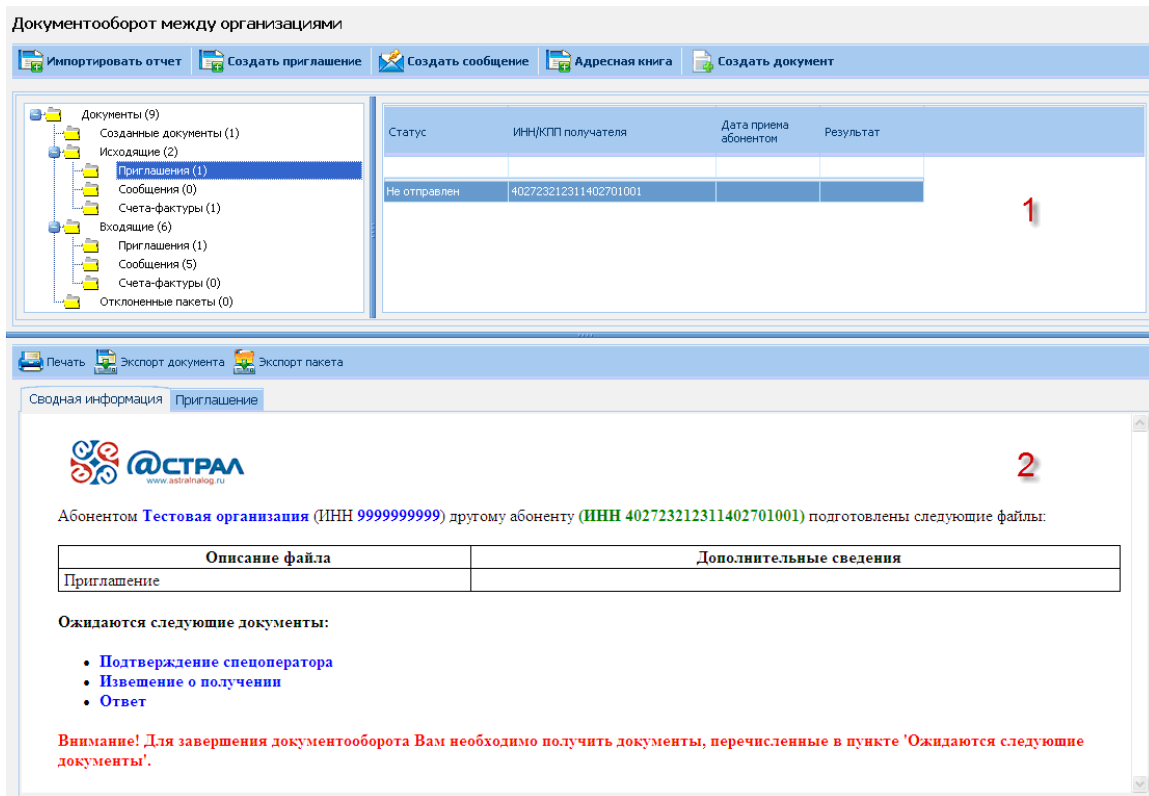 Документооборот между организациями
Импортировать отчет Создать приглашение Создать сообщение Адресная книга Создать документ
Документы (9)
Созданные документы (1)
Исходящие (2)
Приглашения (1)
Сообщения (0)
Счета-фактуры (1)
Входящие (6)
Приглашения (1)
Сообщения (5)
Счета-фактуры (0)
Отклоненные пакеты (0)
Статус ИНН/КПП получателя Дата приема абонентом Результат
Не отправлен 402723212311402701001
1
Печать Экспорт документа Экспорт пакета
Сводная информация Приглашение
@СТРАЛ
www.astralnalog.ru
2
Абонентом Тестовая организация (ИНН 9999999999) другому абоненту (ИНН 402723212311402701001) подготовлены следующие файлы:
Описание файла Дополнительные сведения
Приглашение
Ожидаются следующие документы:
• Подтверждение спецоператора
• Извещение о получении
• Ответ
Внимание! Для завершения документооборота Вам необходимо получить документы, перечисленные в пункте 'Ожидаются следующие
документы'.